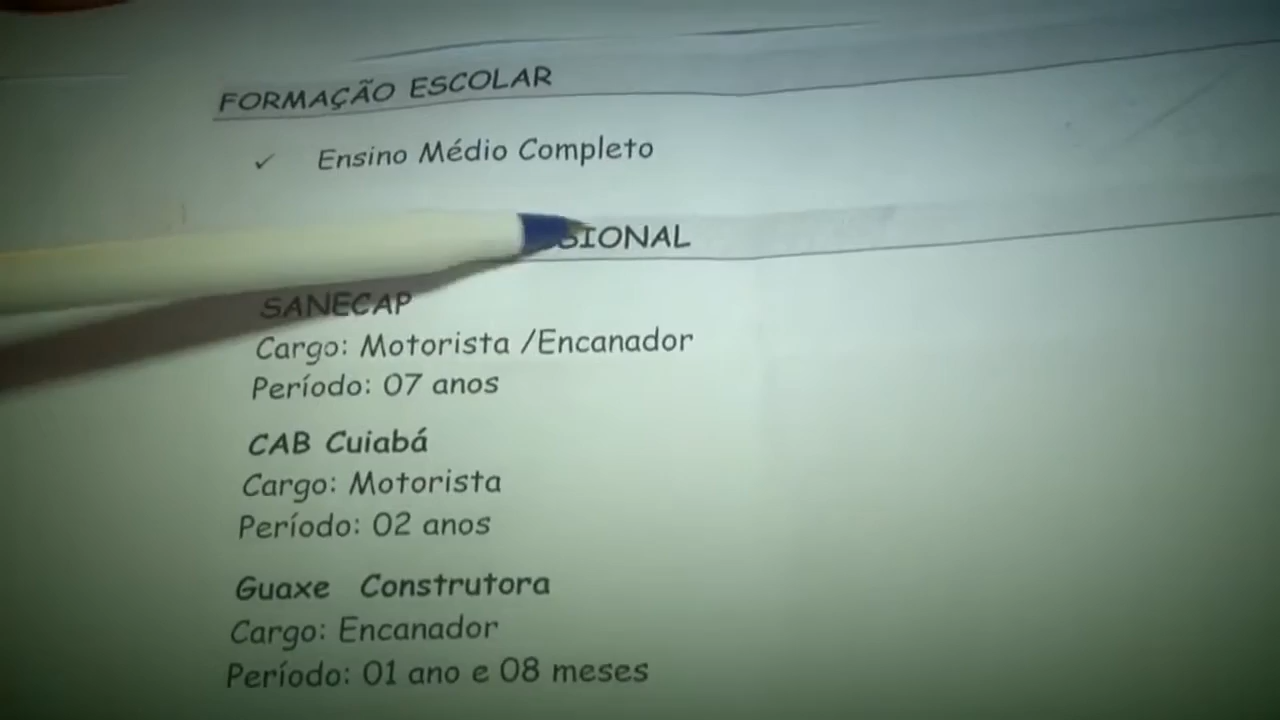 FORMAÇÃO ESCOLAR
✓ Ensino Médio Completo
SIONAL
SANECAP
Cargo: Motorista /Encanador
Período: 07 anos
CAB Cuiabá
Cargo: Motorista
Período: 02 anos
Guaxe Construtora
Cargo: Encanador
Período: 01 ano e 08 meses